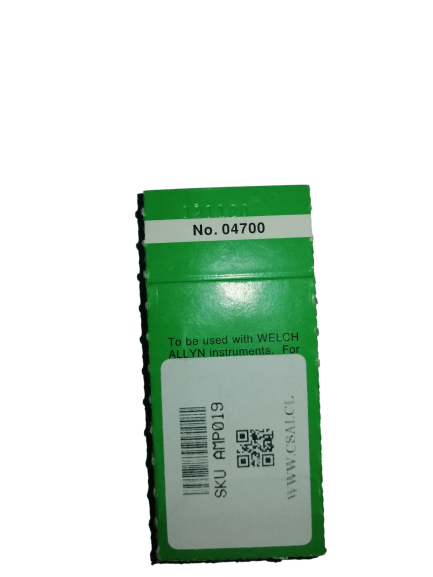 No. 04700
To be used with WELCH
ALLYN instruments. For
SKU AMP019
WWW.CSAI.CL